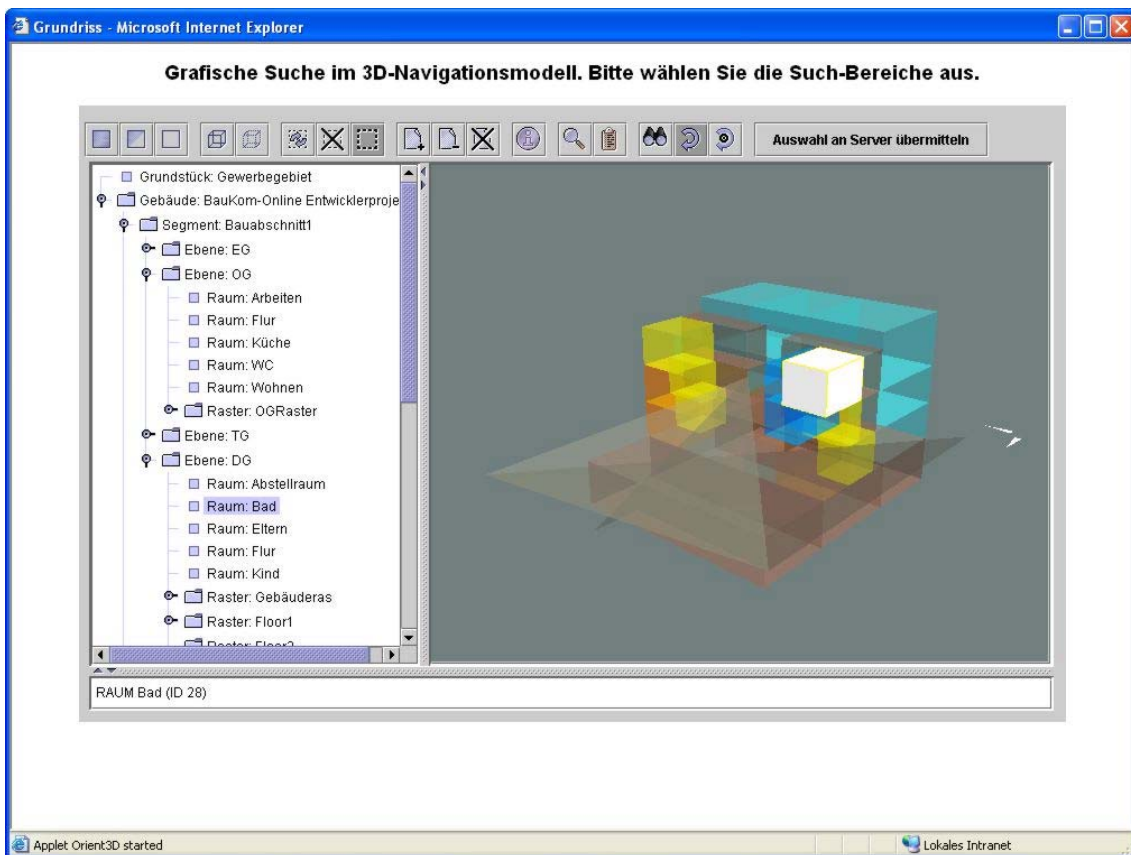 Grundriss - Microsoft Internet Explorer
Grafische Suche im 3D-Navigationsmodell. Bitte wählen Sie die Such-Bereiche aus.
Auswahl an Server übermitteln
Grundstück: Gewerbegebiet
Gebäude: BauKom-Online Entwicklerproje
Segment: Bauabschnitt1
Ebene: EG
Ebene: OG
Raum: Arbeiten
Raum: Flur
Raum: Küche
Raum: WC
Raum: Wohnen
Raster: OGRaster
Ebene: TG
Ebene: DG
Raum: Abstellraum
Raum: Bad
Raum: Eltern
Raum: Flur
Raum: Kind
Raster: Gebäuderas
Raster: Floor1
Raster: Floor2
RAUM Bad (ID 28)
Applet Orient3D started
Lokales Intranet